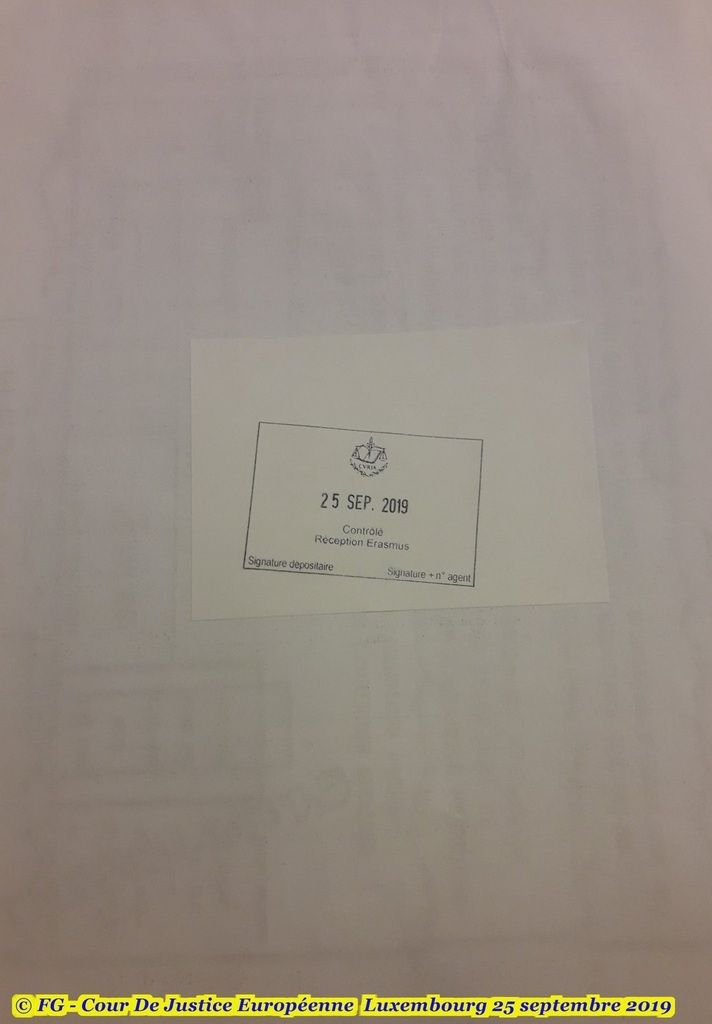 CVRIA
25 SEP. 2019
Contrôlé
Réception Erasmus
Signature dépositaire
Signature + n° agent
© FG - Cour De Justice Européenne Luxembourg 25 septembre 2019